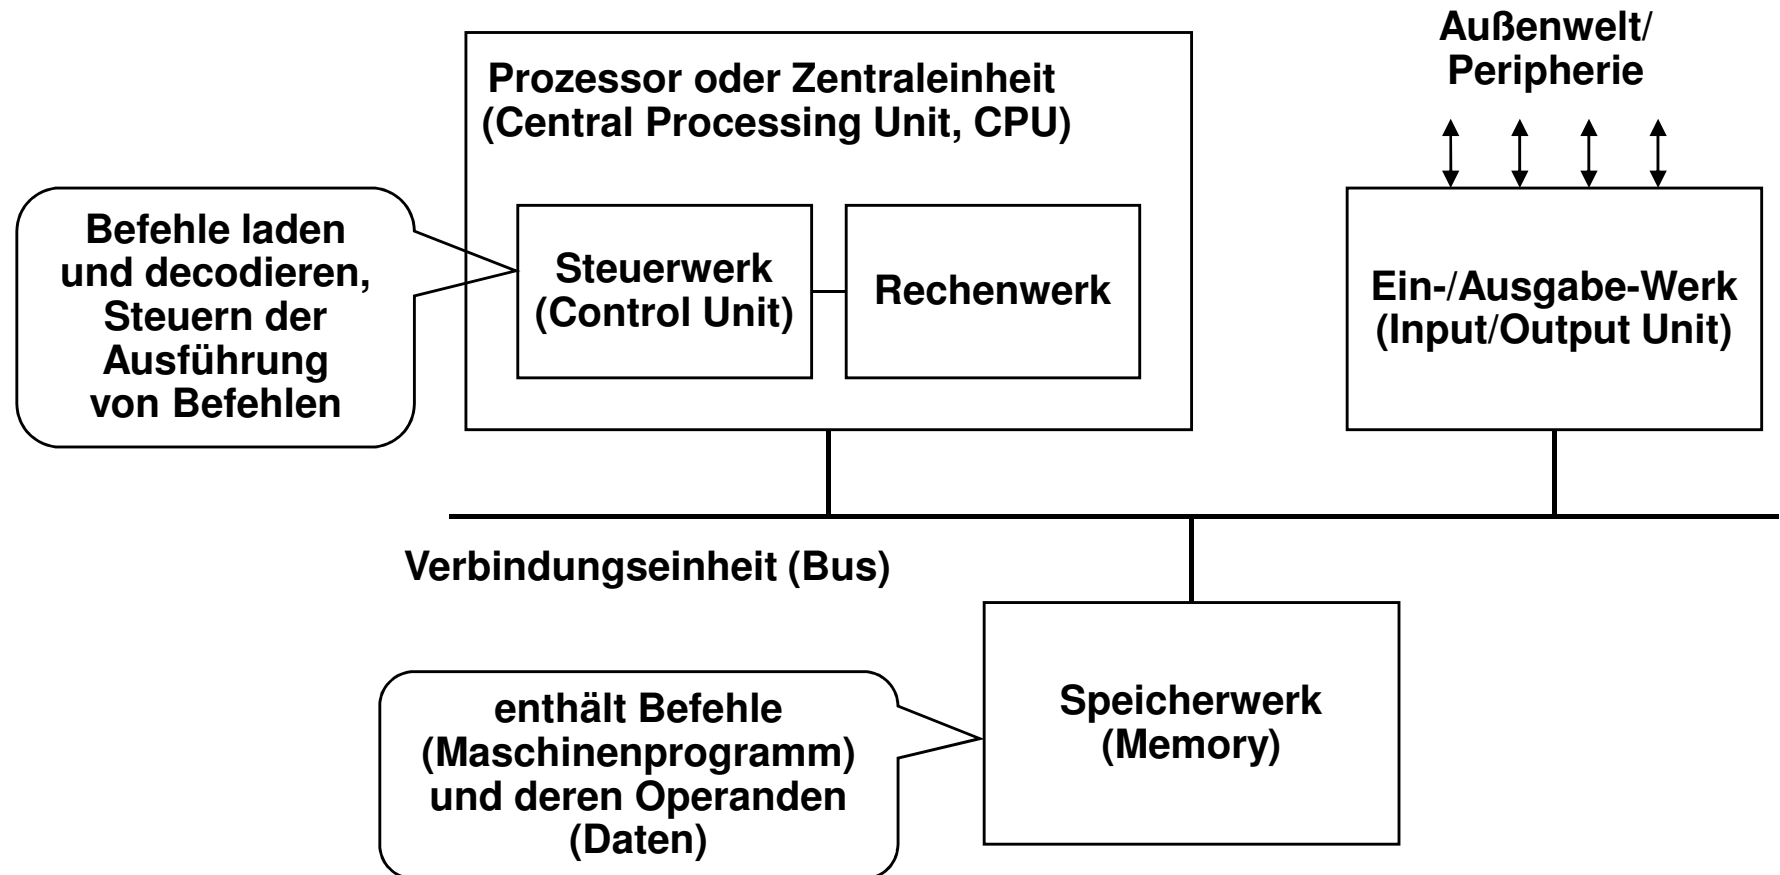 Außenwelt/
Peripherie
Prozessor oder Zentraleinheit
(Central Processing Unit, CPU)
Befehle laden
und decodieren,
Steuern der
Ausführung
von Befehlen
Steuerwerk
(Control Unit)
Rechenwerk
Ein-/Ausgabe-Werk
(Input/Output Unit)
Verbindungseinheit (Bus)
enthält Befehle
(Maschinenprogramm)
und deren Operanden
(Daten)
Speicherwerk
(Memory)